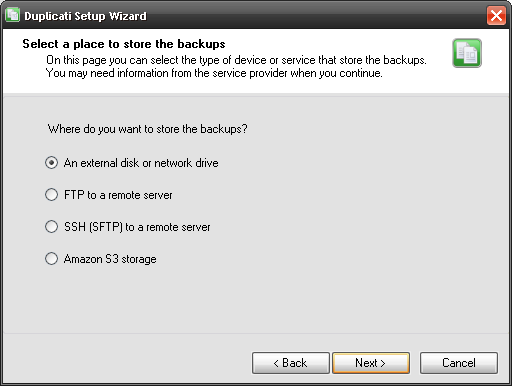 Duplicati Setup Wizard
Select a place to store the backups
On this page you can select the type of device or service that store the backups.
You may need information from the service provider when you continue.
Where do you want to store the backups?
An external disk or network drive
FTP to a remote server
SSH (SFTP) to a remote server
Amazon S3 storage
< Back
Next >
Cancel